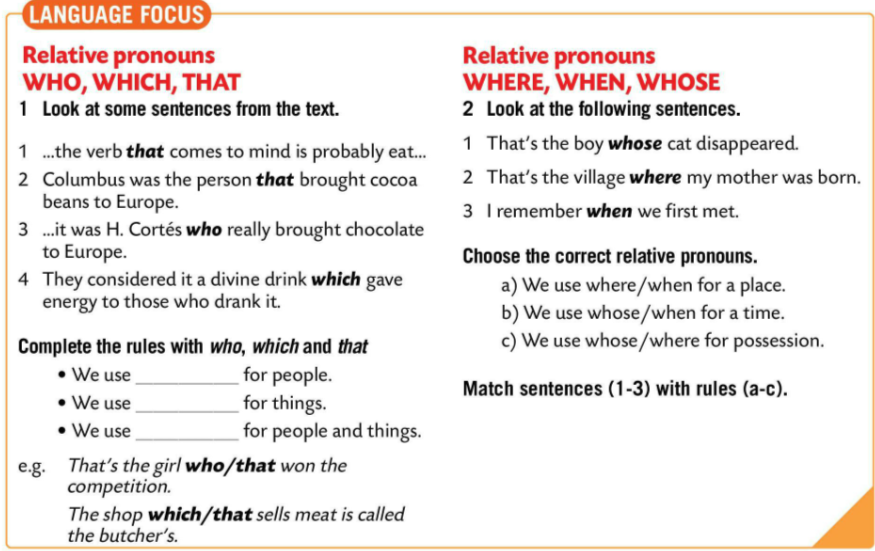 LANGUAGE FOCUS
Relative pronouns
WHO, WHICH, THAT
1 Look at some sentences from the text.
1 ...the verb that comes to mind is probably eat...
2 Columbus was the person that brought cocoa
beans to Europe.
3 ...it was H. Cortés who really brought chocolate
to Europe.
4 They considered it a divine drink which gave
energy to those who drank it.
Complete the rules with who, which and that
• We use __________ for people.
• We use __________ for things.
• We use __________ for people and things.
e.g. That's the girl who/that won the
competition.
The shop which/that sells meat is called
the butcher's.
Relative pronouns
WHERE, WHEN, WHOSE
2 Look at the following sentences.
1 That's the boy whose cat disappeared.
2 That's the village where my mother was born.
3 I remember when we first met.
Choose the correct relative pronouns.
a) We use where/when for a place.
b) We use whose/when for a time.
c) We use whose/where for possession.
Match sentences (1-3) with rules (a-c).